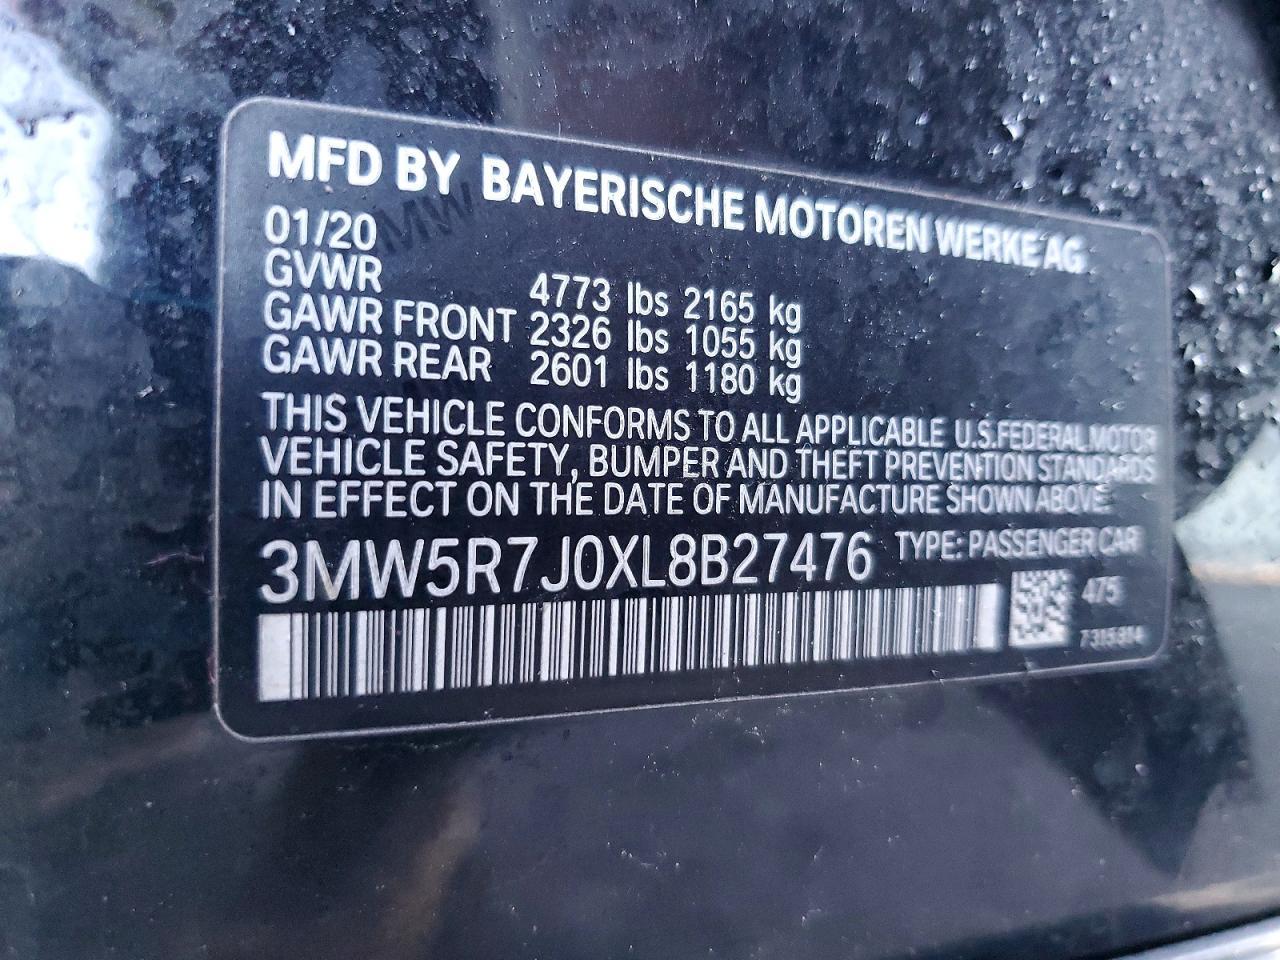 MFD BY BAYERISCHE MOTOREN WERKE AG
01/20
GVWR 4773 lbs 2165 kg
GAWR FRONT 2326 lbs 1055 kg
GAWR REAR 2601 lbs 1180 kg
THIS VEHICLE CONFORMS TO ALL APPLICABLE U.S.FEDERAL MOTOR
VEHICLE SAFETY, BUMPER AND THEFT PREVENTION STANDARDS
IN EFFECT ON THE DATE OF MANUFACTURE SHOWN ABOVE.
3MW5R7J0XL8B27476 TYPE: PASSENGER CAR
475
7315814